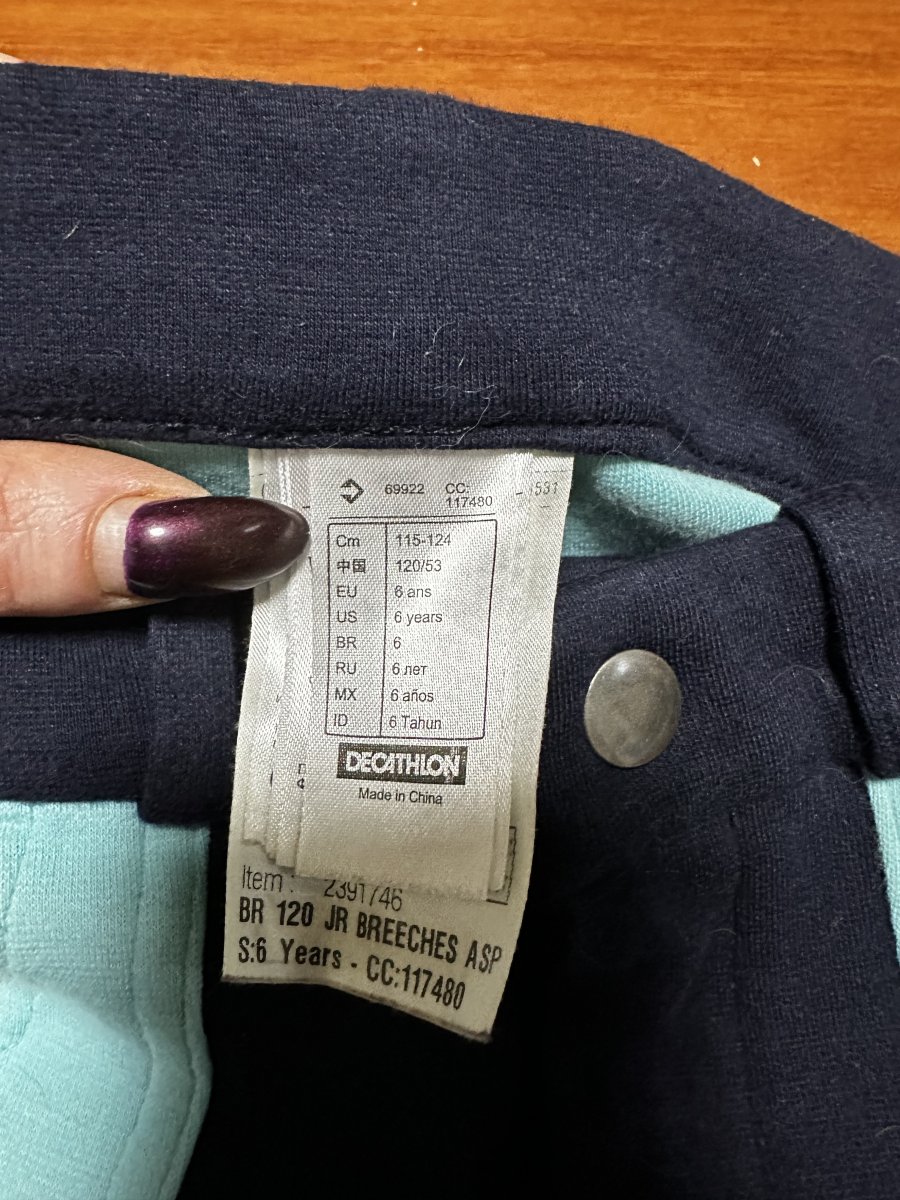 69922 CC:
117480
Cm 115-124
中国 120/53
EU 6 ans
US 6 years
BR 6
RU 6 лет
MX 6 años
ID 6 Tahun
DECATHLON
Made in China
Item : 2391746
BR 120 JR BREECHES ASP
S:6 Years - CC:117480